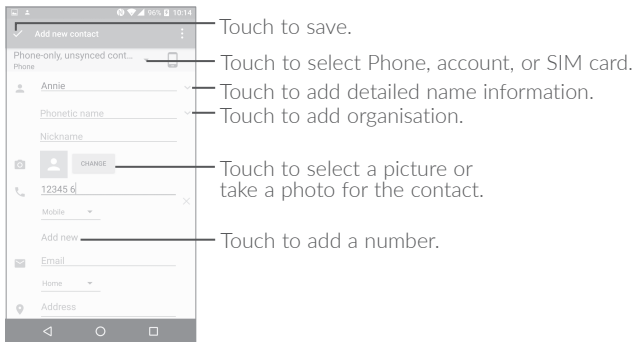 96% 10:14
Add new contact
Touch to save.
Phone-only, unsynced cont...
Phone
Touch to select Phone, account, or SIM card.
Annie
Touch to add detailed name information.
Phonetic name
Touch to add organisation.
Nickname
CHANGE
Touch to select a picture or
take a photo for the contact.
12345 6
Mobile
Add new
Touch to add a number.
Email
Home
Address